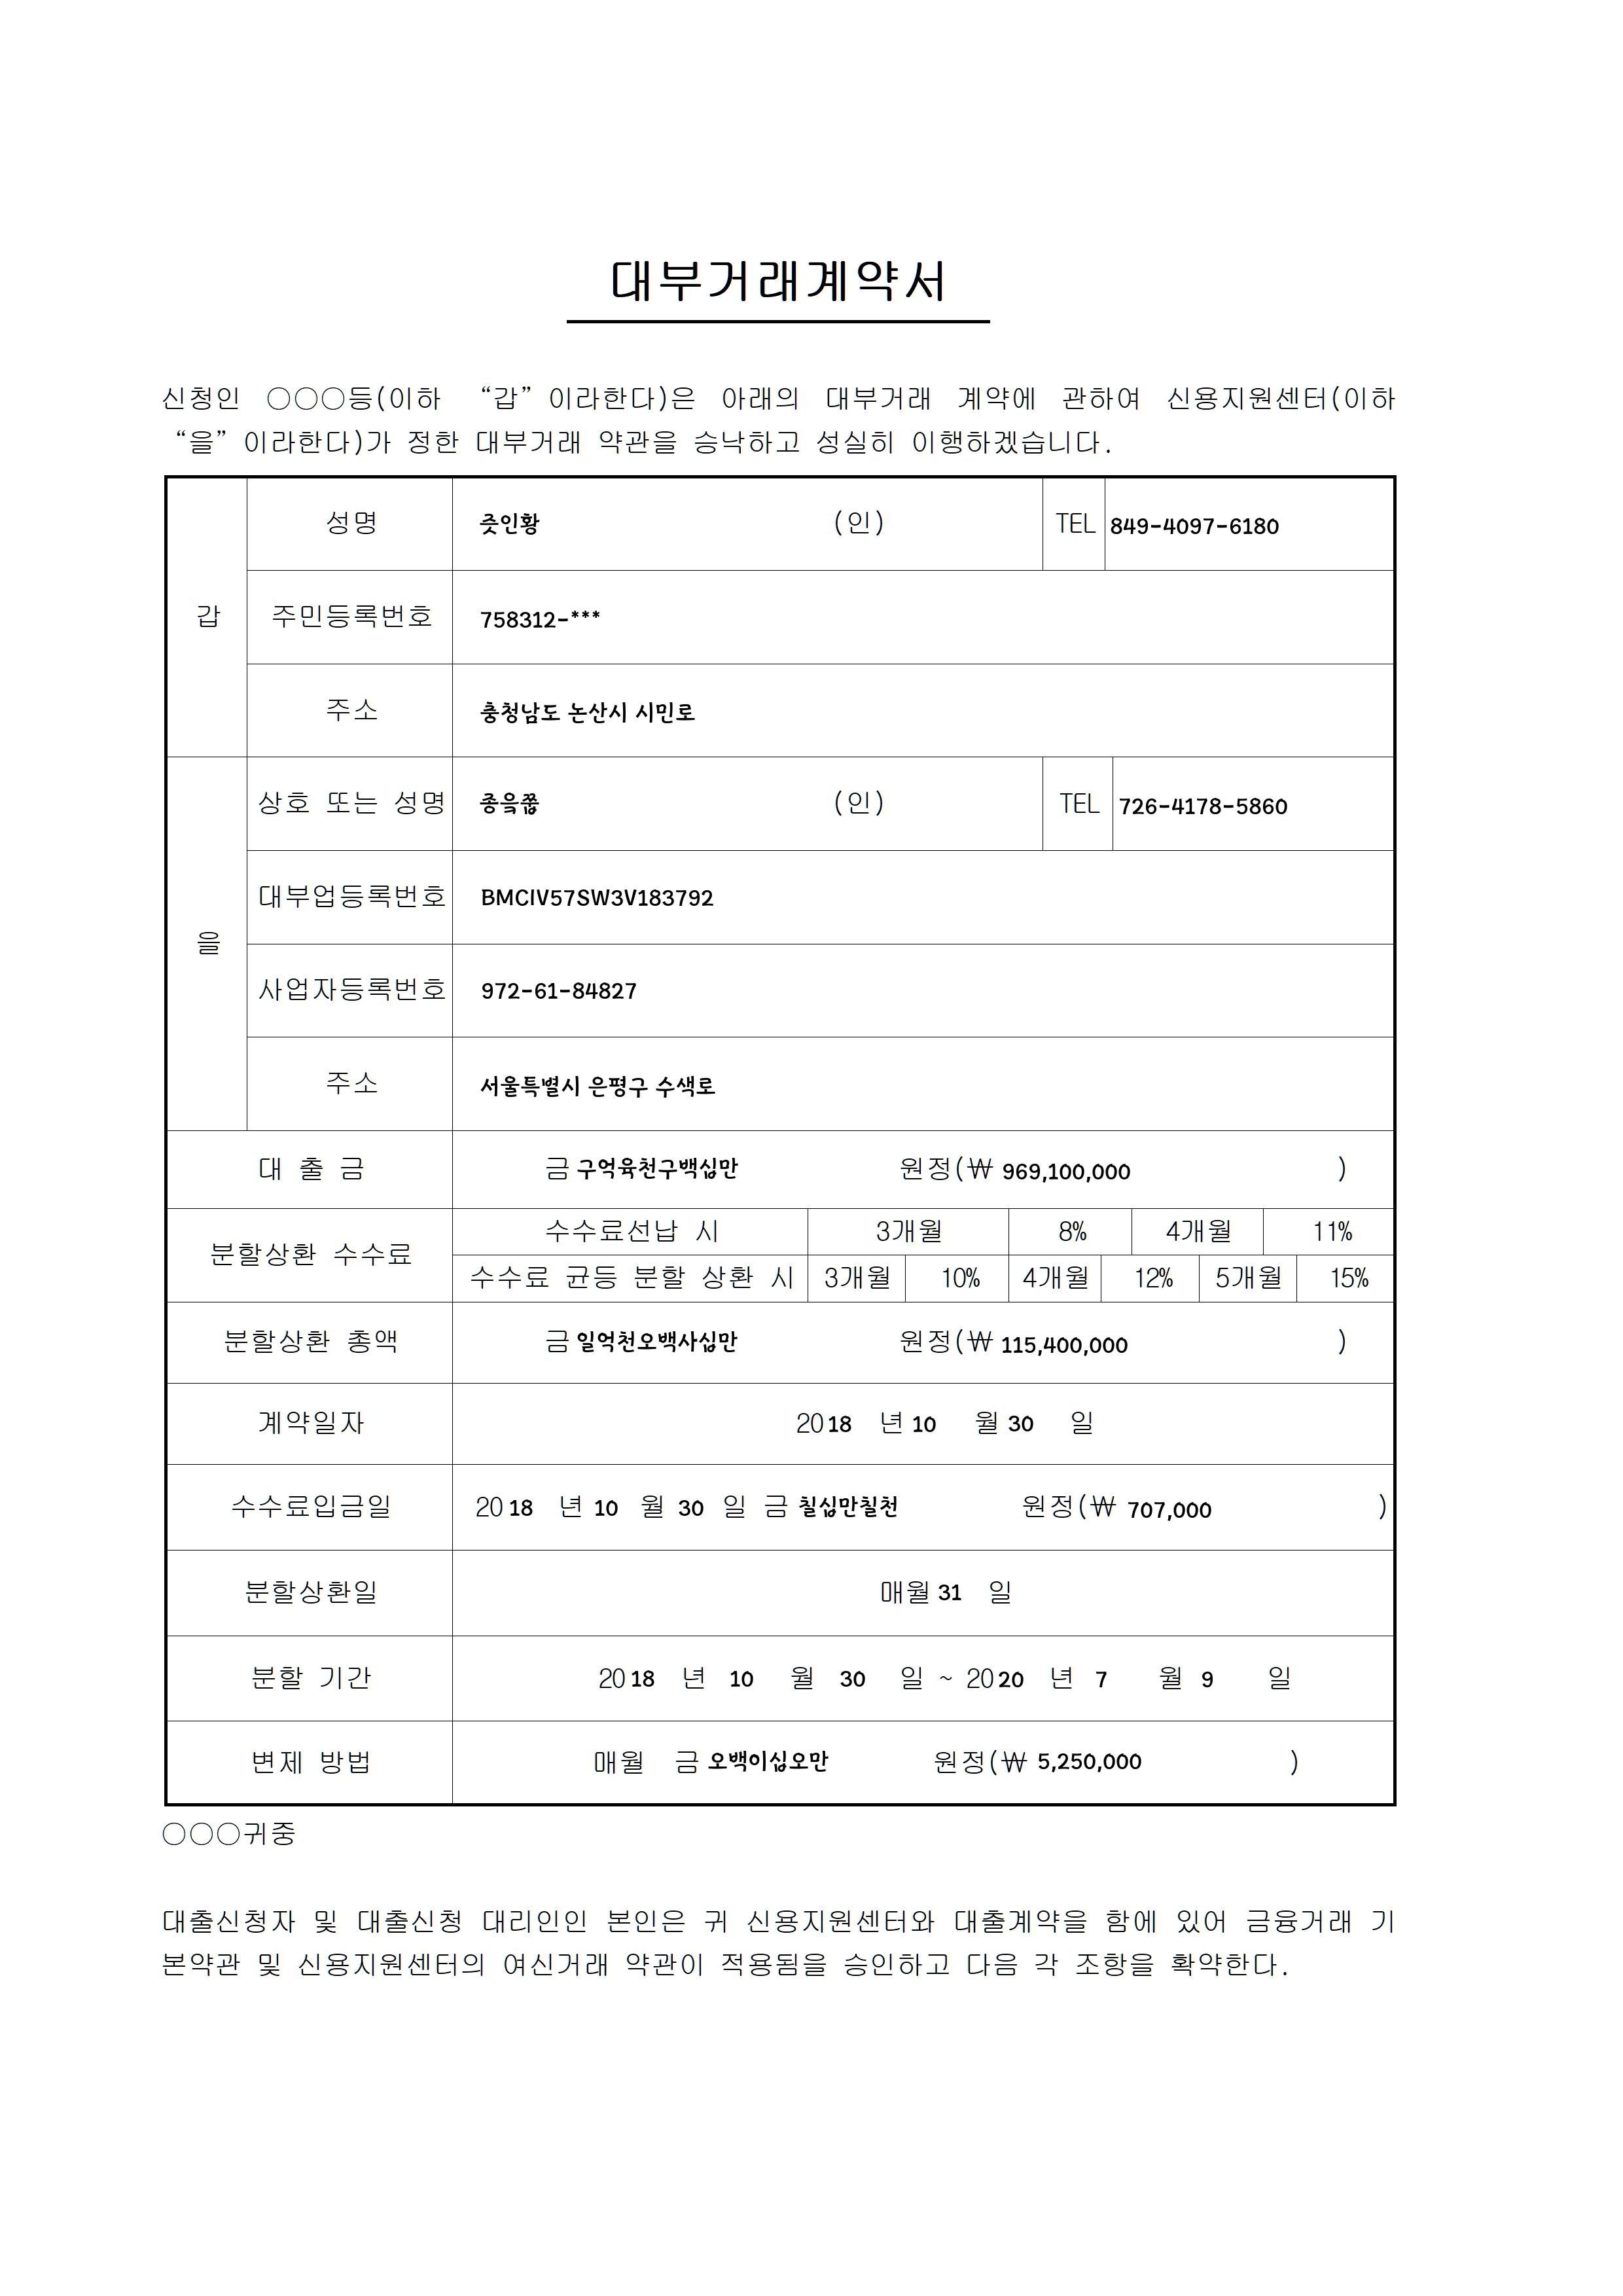 대부거래계약서
신청인 ○○○등(이하 “갑”이라한다)은 아래의 대부거래 계약에 관하여 신용지원센터(이하
“을”이라한다)가 정한 대부거래 약관을 승낙하고 성실히 이행하겠습니다.
갑
성명 즛인황 (인) TEL 849-4097-6180
주민등록번호 758312-***
주소 충청남도 논산시 시민로
을
상호 또는 성명 (인) TEL 726-4178-5860
대부업등록번호 BMCIV57SW3V183792
사업자등록번호 972-61-84827
주소 서울특별시 은평구 수색로
대 출 금 금 구억육천구백십만 원정(₩ 969,100,000 )
분할상환 수수료
수수료선납 시 3개월 8% 4개월 11%
수수료 균등 분할 상환 시 3개월 10% 4개월 12% 5개월 15%
분할상환 총액 금 일억천오백사십만 원정(₩ 115,400,000 )
계약일자 2018 년 10 월 30 일
수수료입금일 2018 년 10 월 30 일 금 칠십만칠천 원정(₩ 707,000 )
분할상환일 매월 31 일
분할 기간 2018 년 10 월 30 일 ~ 2020 년 7 월 9 일
변제 방법 매월 금 오백이십오만 원정(₩ 5,250,000 )
○○○귀중
대출신청자 및 대출신청 대리인인 본인은 귀 신용지원센터와 대출계약을 함에 있어 금융거래 기
본약관 및 신용지원센터의 여신거래 약관이 적용됨을 승인하고 다음 각 조항을 확약한다.